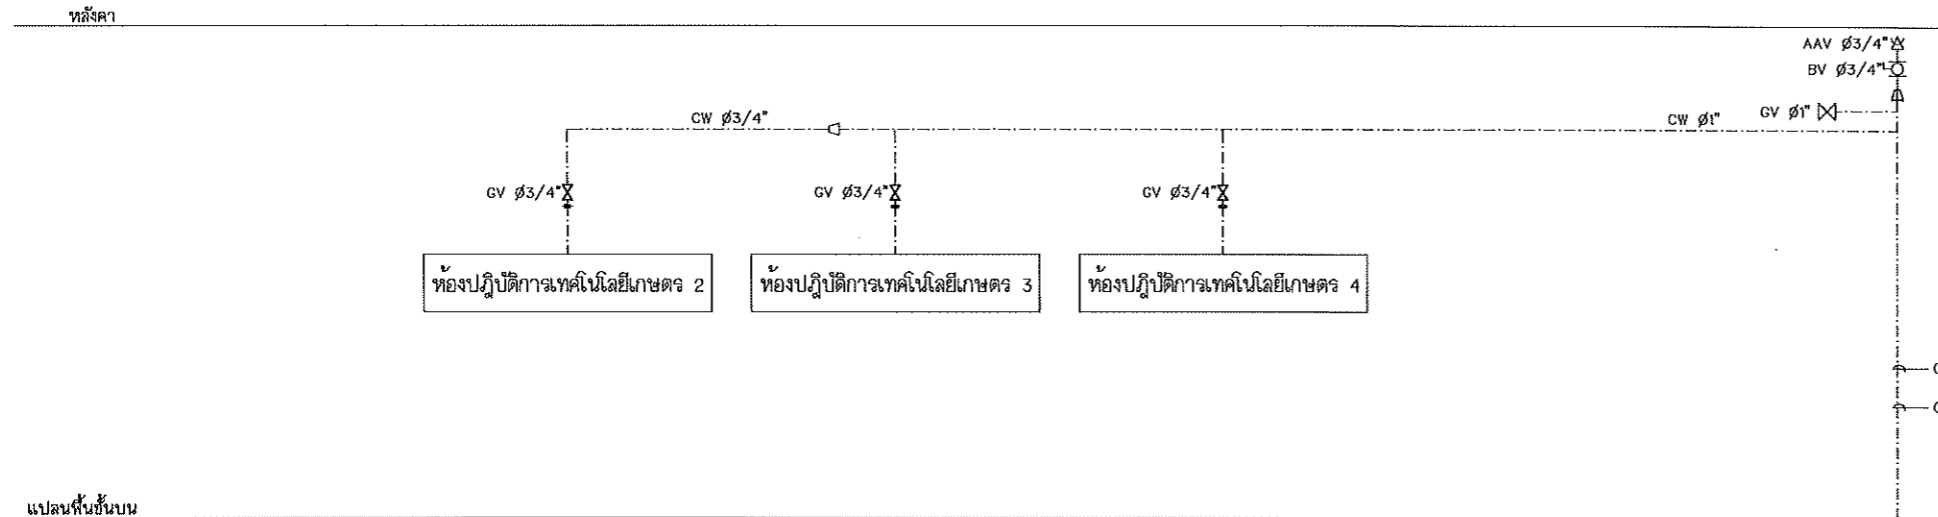 หลังคา
AAV Ø3/4"
BV Ø3/4"
CW Ø3/4"
CW Ø1"
GV Ø1"
GV Ø3/4"
GV Ø3/4"
GV Ø3/4"
ห้องปฎิบัติการเทคโนโลยีเกษตร 2
ห้องปฎิบัติการเทคโนโลยีเกษตร 3
ห้องปฎิบัติการเทคโนโลยีเกษตร 4
แปลนพื้นชั้นบน